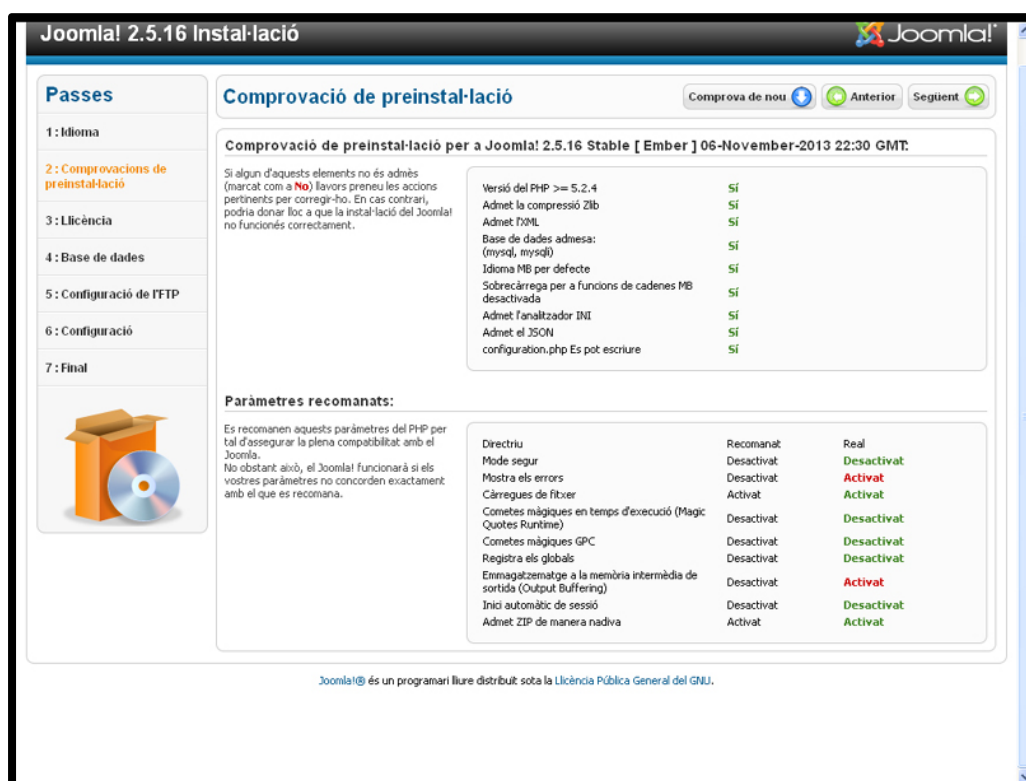 Joomla! 2.5.16 Instal·lació
Joomla!
Passes
1 : Idioma
2 : Comprovacions de
preinstal·lació
3 : Llicència
4 : Base de dades
5 : Configuració de l'FTP
6 : Configuració
7 : Final
Comprovació de preinstal·lació
Comprova de nou
Anterior
Següent
Comprovació de preinstal·lació per a Joomla! 2.5.16 Stable [ Ember ] 06-November-2013 22:30 GMT:
Si algun d'aquests elements no és admès
(marcat com a No) llavors preneu les accions
pertinents per corregir-ho. En cas contrari,
podria donar lloc a que la instal·lació del Joomla!
no funcionés correctament.
Versió del PHP >= 5.2.4 Sí
Admet la compressió Zlib Sí
Admet l'XML Sí
Base de dades admesa:
(mysql, mysqli) Sí
Idioma MB per defecte Sí
Sobrecàrrega per a funcions de cadenes MB
desactivada Sí
Admet l'analitzador INI Sí
Admet el JSON Sí
configuration.php Es pot escriure Sí
Paràmetres recomanats:
Es recomanen aquests paràmetres del PHP per
tal d'assegurar la plena compatibilitat amb el
Joomla.
No obstant això, el Joomla! funcionarà si els
vostres paràmetres no concorden exactament
amb el que es recomana.
Directriu Recomanat Real
Mode segur Desactivat Desactivat
Mostra els errors Desactivat Activat
Càrregues de fitxer Activat Activat
Cometes màgiques en temps d'execució (Magic
Quotes Runtime) Desactivat Desactivat
Cometes màgiques GPC Desactivat Desactivat
Registra els globals Desactivat Desactivat
Emmagatzematge a la memòria intermèdia de
sortida (Output Buffering) Desactivat Activat
Inici automàtic de sessió Desactivat Desactivat
Admet ZIP de manera nadiva Activat Activat
Joomla!® és un programari lliure distribuït sota la Llicència Pública General del GNU.